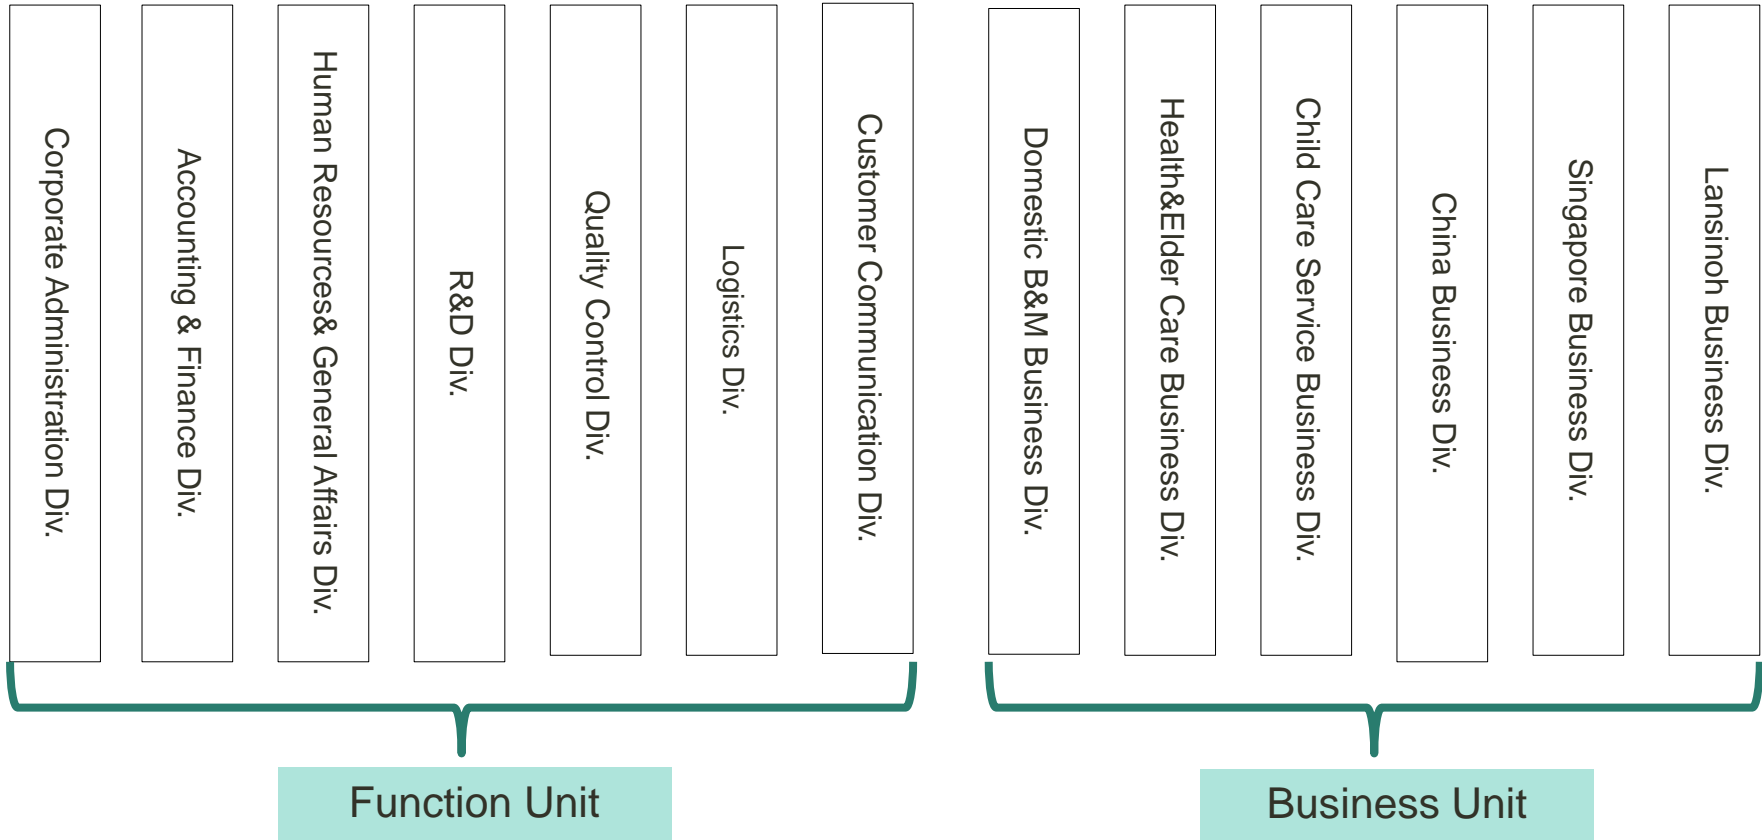 Corporate Administration Div.
Accounting & Finance Div.
Human Resources& General Affairs Div.
R&D Div.
Quality Control Div.
Logistics Div.
Customer Communication Div.
Domestic B&M Business Div.
Health&Elder Care Business Div.
Child Care Service Business Div.
China Business Div.
Singapore Business Div.
Lansinoh Business Div.
Function Unit
Business Unit